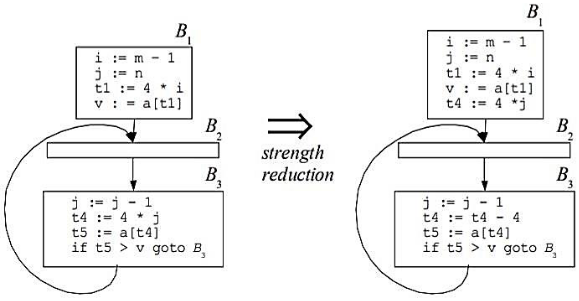 B1
i := m - 1
j := n
t1 := 4 * i
v : = a[t1]
B2
B3
j := j - 1
t4 := 4 * j
t5 := a[t4]
if t5 > v goto B3
⇒
strength
reduction
B1
i := m - 1
j := n
t1 := 4 * i
v := a[t1]
t4 := 4 *j
B2
B3
j := j - 1
t4 := t4 - 4
t5 := a[t4]
if t5 > v goto B3